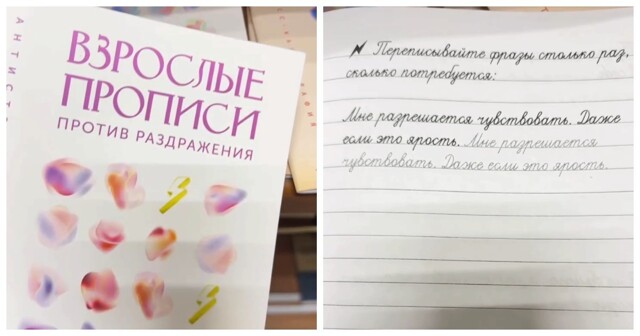 АНТИСТ
ВЗРОСЛЫЕ
ПРОПИСИ
ПРОТИВ РАЗДРАЖЕНИЯ
Переписывайте фразы столько раз,
сколько потребуется:
Мне разрешается чувствовать. Даже
если это ярость. Мне разрешается
чувствовать. Даже если это ярость.